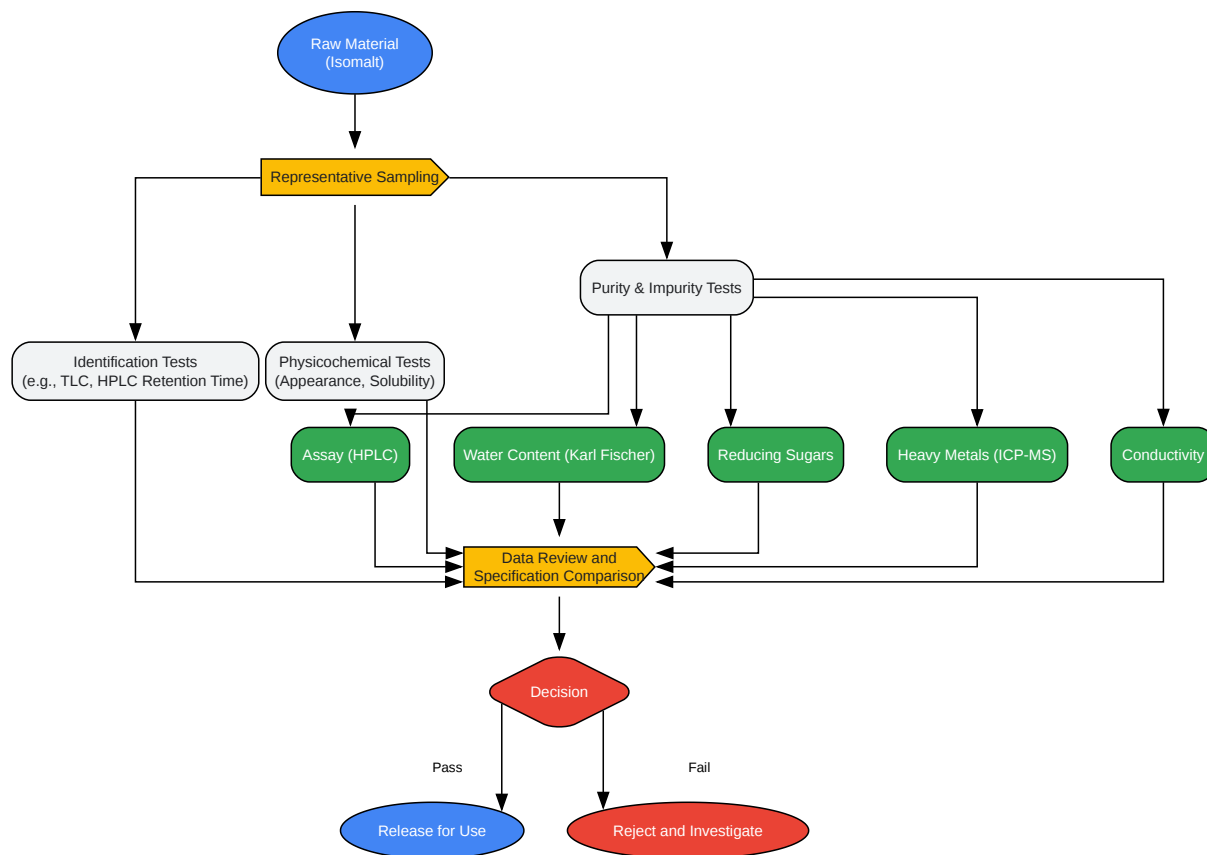 Raw Material
(Isomalt)
Representative Sampling
Purity & Impurity Tests
Identification Tests
(e.g., TLC, HPLC Retention Time)
Physicochemical Tests
(Appearance, Solubility)
Assay (HPLC)
Water Content (Karl Fischer)
Reducing Sugars
Heavy Metals (ICP-MS)
Conductivity
Data Review and
Specification Comparison
Decision
Pass
Fail
Release for Use
Reject and Investigate